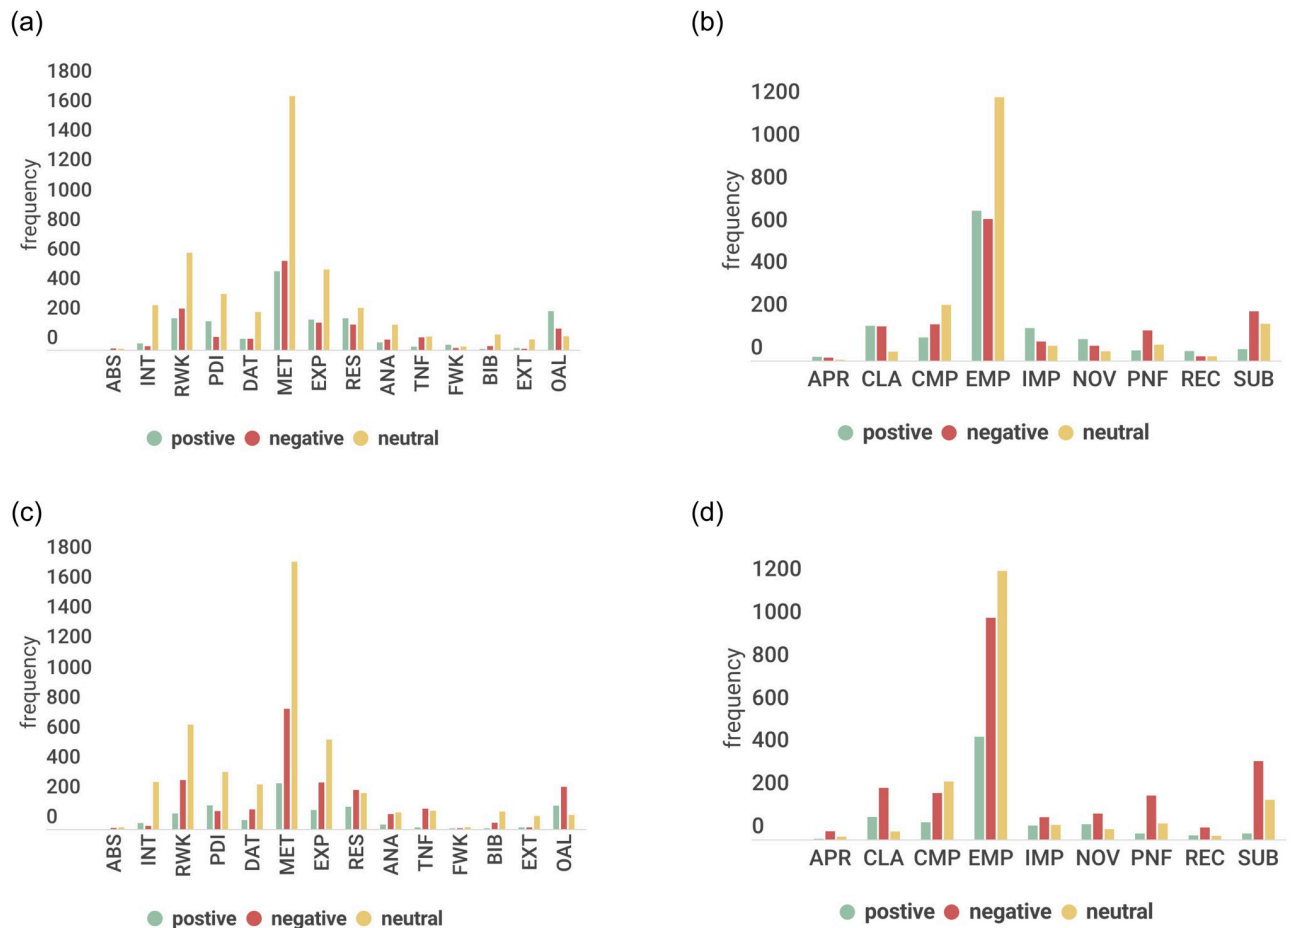 (a)
1800
1600
1400
1200
1000
800
600
400
200
0
frequency
ABS INT RWK PDI DAT MET EXP RES ANA TNF FWK BIB EXT OAL
postive negative neutral
(b)
1200
1000
800
600
400
200
0
frequency
APR CLA CMP EMP IMP NOV PNF REC SUB
postive negative neutral
(c)
1800
1600
1400
1200
1000
800
600
400
200
0
frequency
ABS INT RWK PDI DAT MET EXP RES ANA TNF FWK BIB EXT OAL
postive negative neutral
(d)
1200
1000
800
600
400
200
0
frequency
APR CLA CMP EMP IMP NOV PNF REC SUB
postive negative neutral